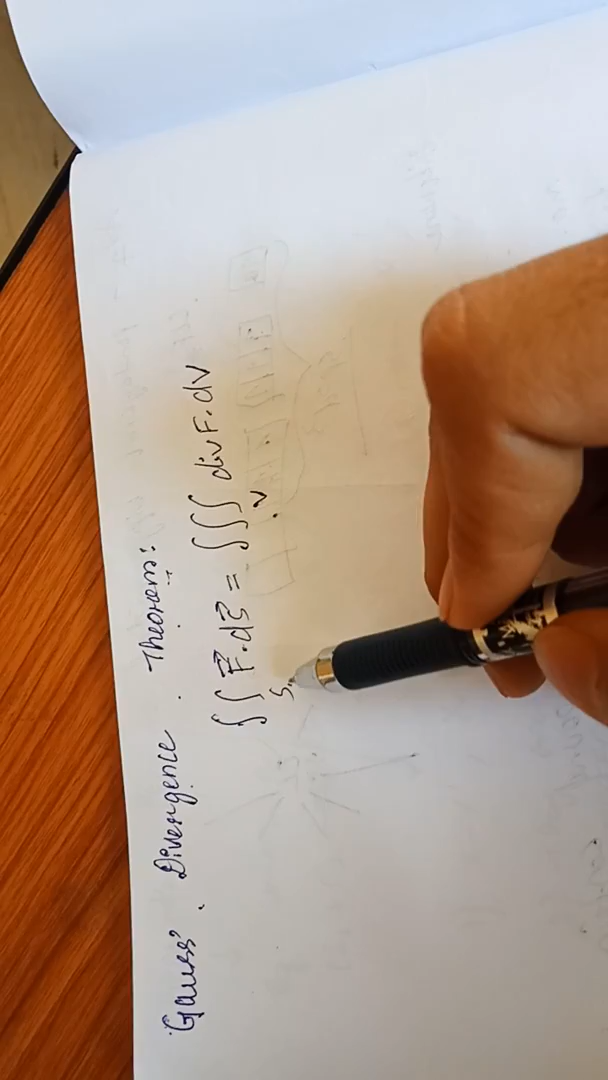 Gauss' Divergence Theorem:
∫∫_S F⃗.dS⃗ = ∫∫∫_V div F.dV